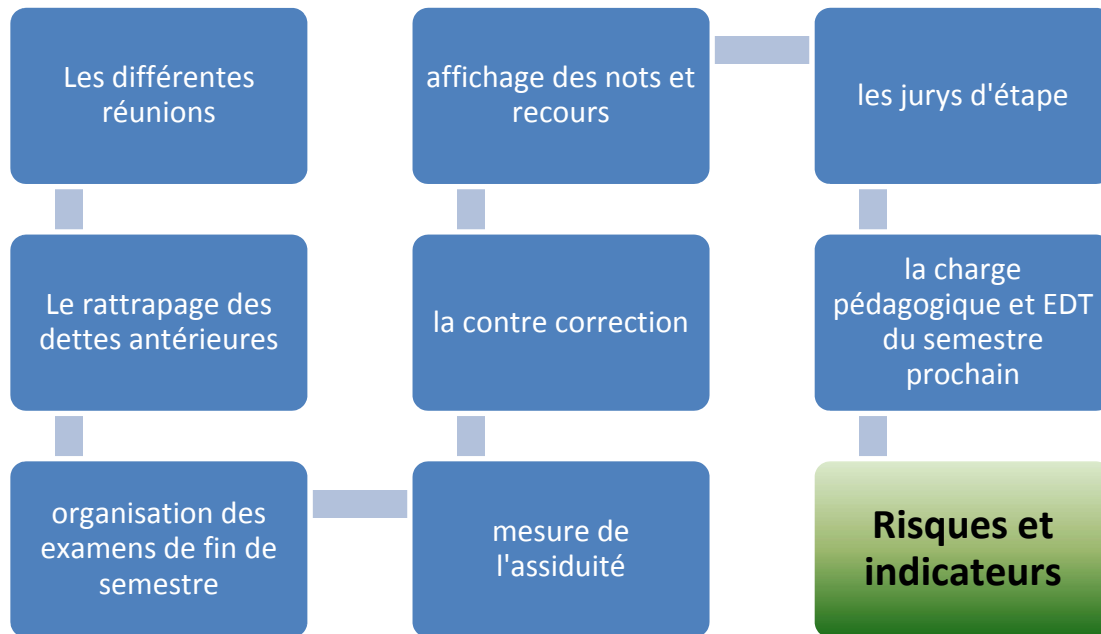 Les différentes
réunions
Le rattrapage des
dettes antérieures
organisation des
examens de fin de
semestre
mesure de
l'assiduité
la contre correction
affichage des nots et
recours
les jurys d'étape
la charge
pédagogique et EDT
du semestre
prochain
Risques et
indicateurs